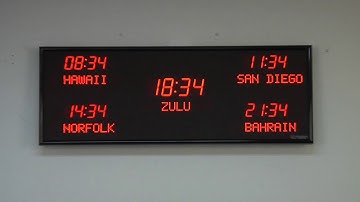 08:34
HAWAII
11:34
SAN DIEGO
18:34
ZULU
14:34
NORFOLK
21:34
BAHRAIN